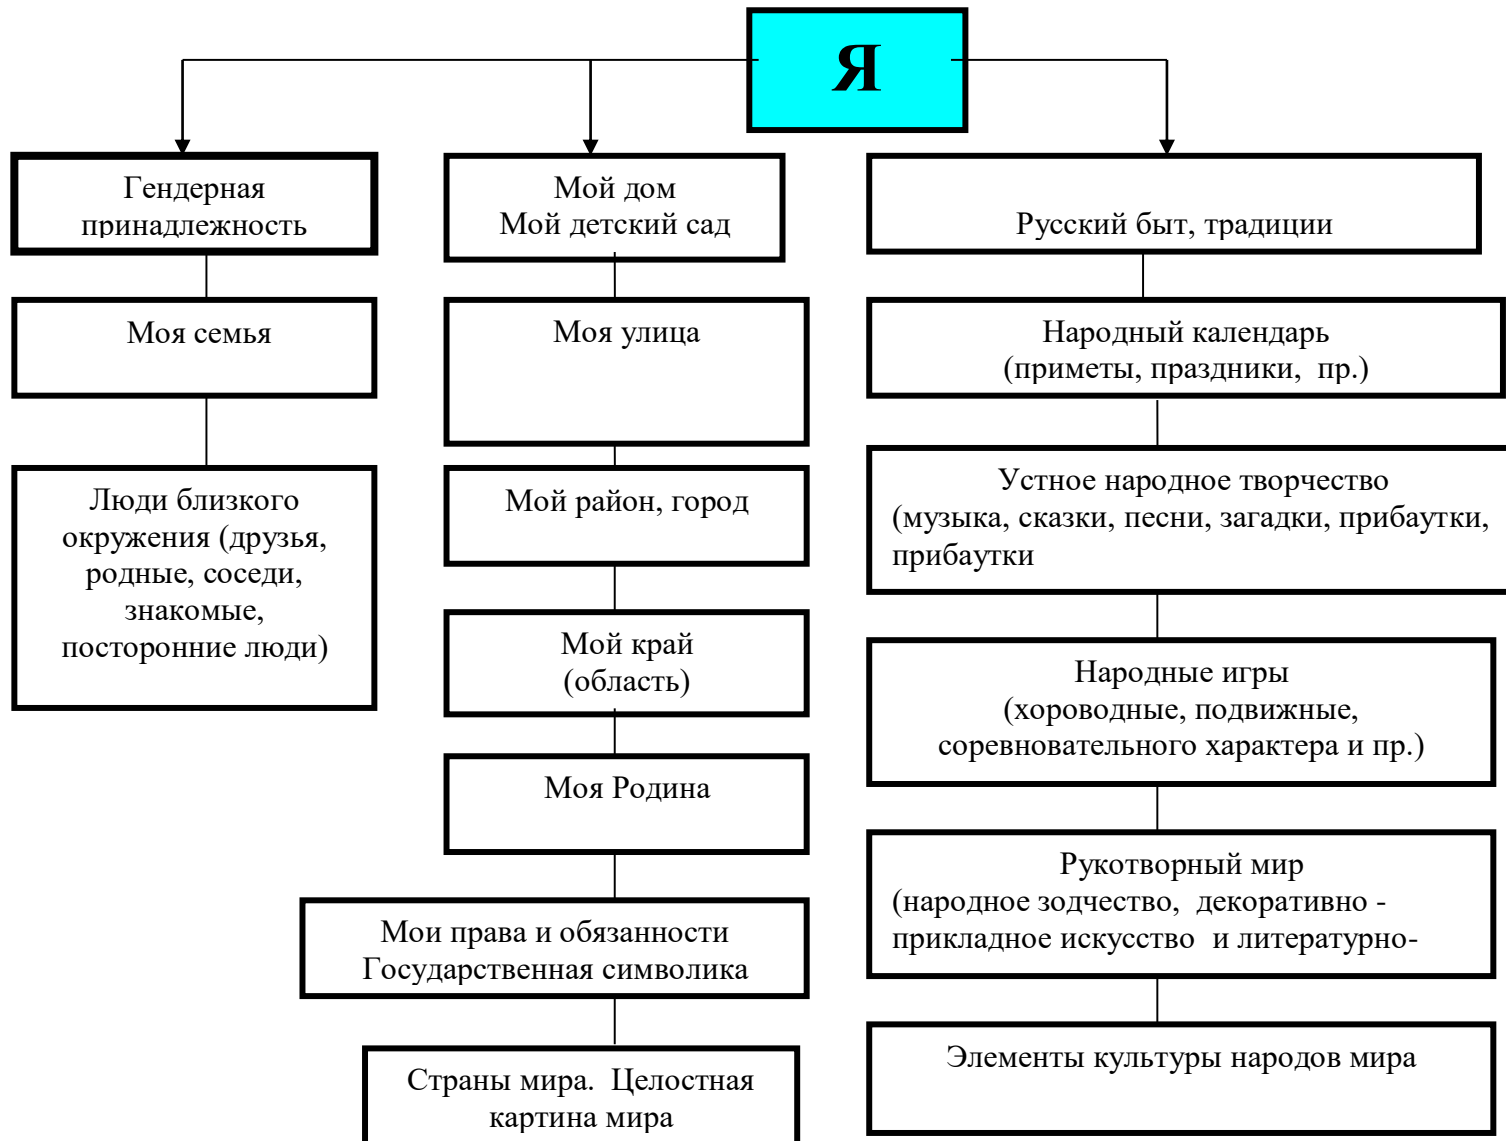 Я
Гендерная
принадлежность
Моя семья
Люди близкого
окружения (друзья,
родные, соседи,
знакомые,
посторонние люди)
Мой дом
Мой детский сад
Моя улица
Мой район, город
Мой край
(область)
Моя Родина
Мои права и обязанности
Государственная символика
Страны мира.  Целостная
картина мира
Русский быт, традиции
Народный календарь
(приметы, праздники,  пр.)
Устное народное творчество
(музыка, сказки, песни, загадки, прибаутки,
прибаутки
Народные игры
(хороводные, подвижные,
соревновательного характера и пр.)
Рукотворный мир
(народное зодчество,  декоративно -
прикладное искусство  и литературно-
Элементы культуры народов мира